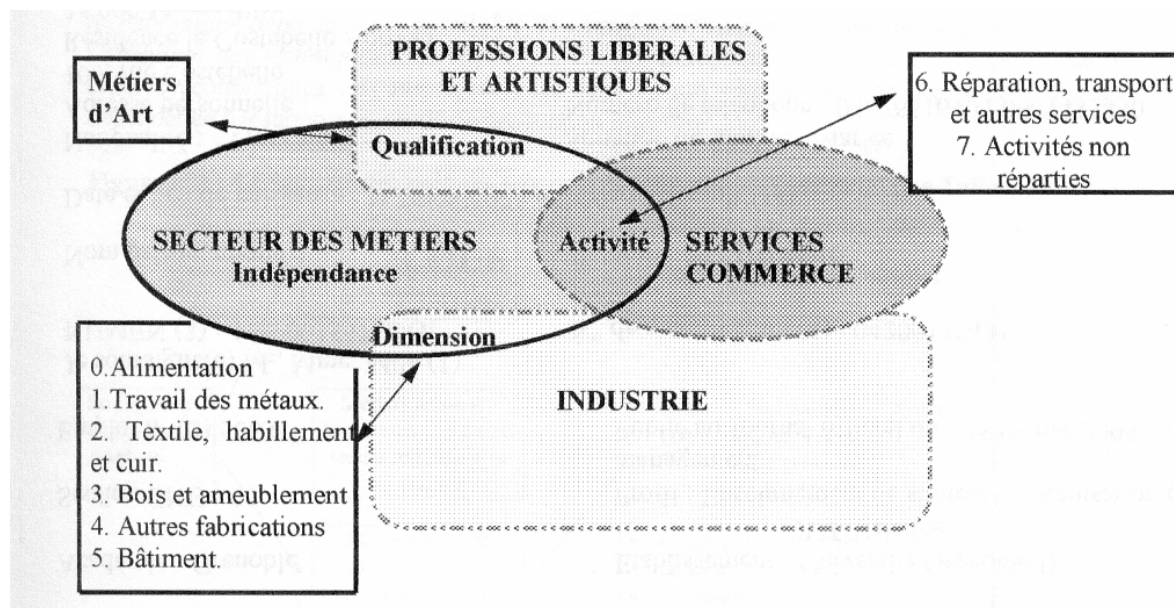 PROFESSIONS LIBERALES
ET ARTISTIQUES
Métiers
d'Art
6. Réparation, transport
et autres services
7. Activités non
réparties
Qualification
SECTEUR DES METIERS
Indépendance
Activité
SERVICES
COMMERCE
Dimension
0.Alimentation
1.Travail des métaux.
2. Textile, habillement
et cuir.
3. Bois et ameublement
4. Autres fabrications
5. Bâtiment.
INDUSTRIE